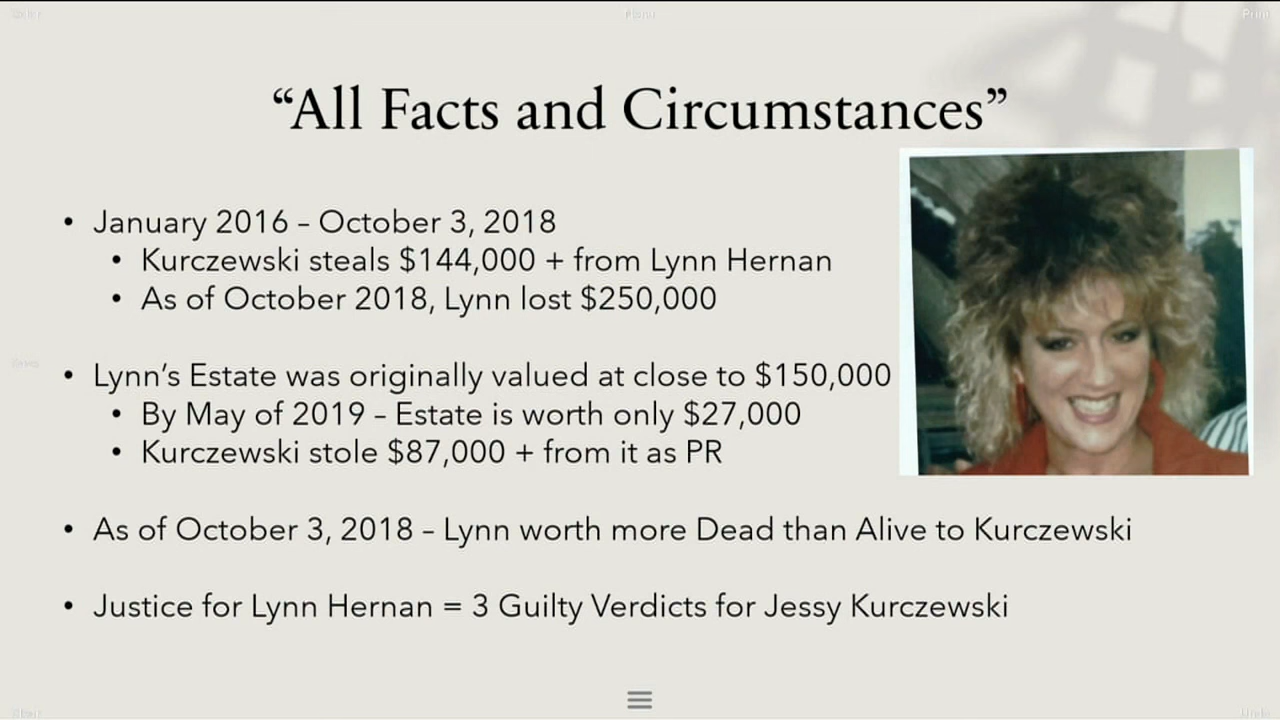 “All Facts and Circumstances”
• January 2016 – October 3, 2018
• Kurczewski steals $144,000 + from Lynn Hernan
• As of October 2018, Lynn lost $250,000
• Lynn’s Estate was originally valued at close to $150,000
• By May of 2019 – Estate is worth only $27,000
• Kurczewski stole $87,000 + from it as PR
• As of October 3, 2018 – Lynn worth more Dead than Alive to Kurczewski
• Justice for Lynn Hernan = 3 Guilty Verdicts for Jessy Kurczewski